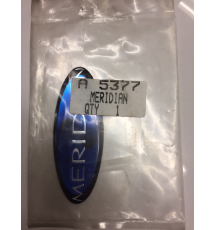 A 5377
MERIDIAN
QTY 1
MERID